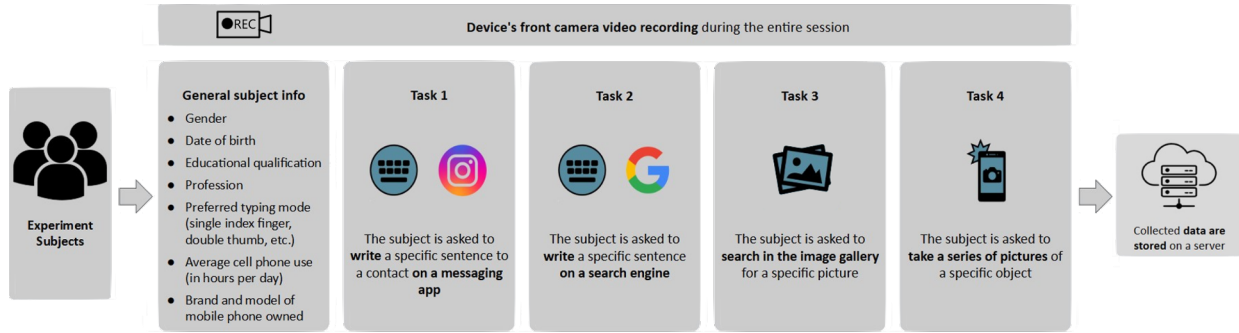 REC
Device's front camera video recording during the entire session
Experiment
Subjects
General subject info
● Gender
● Date of birth
● Educational qualification
● Profession
● Preferred typing mode
(single index finger,
double thumb, etc.)
● Average cell phone use
(in hours per day)
● Brand and model of
mobile phone owned
Task 1
The subject is asked to
write a specific sentence to
a contact on a messaging
app
Task 2
The subject is asked to
write a specific sentence
on a search engine
Task 3
The subject is asked to
search in the image gallery
for a specific picture
Task 4
The subject is asked to
take a series of pictures of
a specific object
Collected data are
stored on a server